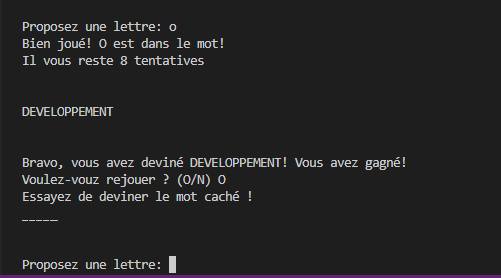 Proposez une lettre: o
Bien joué! O est dans le mot!
Il vous reste 8 tentatives
DEVELOPPEMENT
Bravo, vous avez deviné DEVELOPPEMENT! Vous avez gagné!
Voulez-vouz rejouer ? (O/N) O
Essayez de deviner le mot caché !
_____
Proposez une lettre: